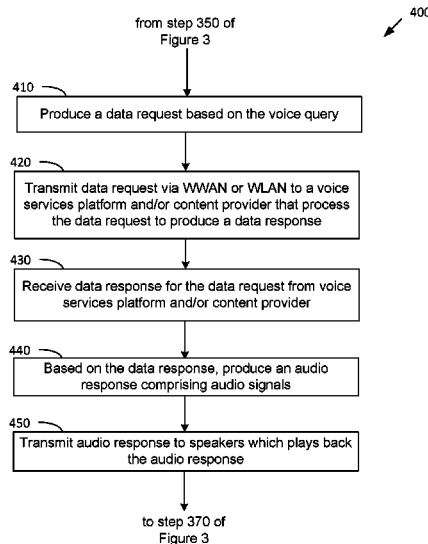 400
from step 350 of
Figure 3
410
Produce a data request based on the voice query
420
Transmit data request via WWAN or WLAN to a voice
services platform and/or content provider that process
the data request to produce a data response
430
Receive data response for the data request from voice
services platform and/or content provider
440
Based on the data response, produce an audio
response comprising audio signals
450
Transmit audio response to speakers which plays back
the audio response
to step 370 of
Figure 3